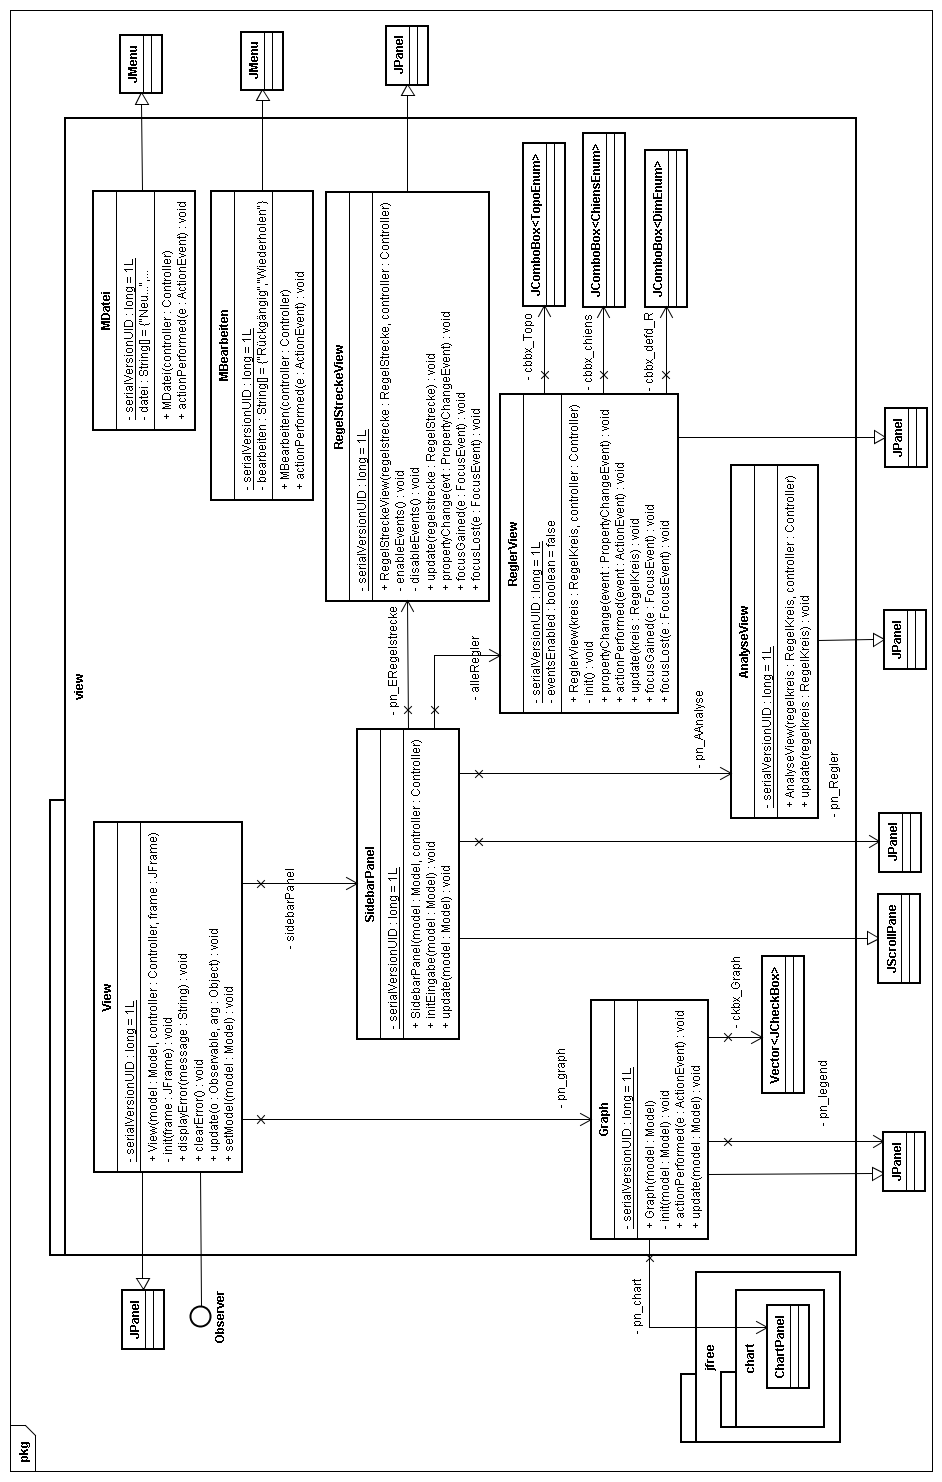 pkg
view
JPanel
Observer
View
- serialVersionUID : long = 1L
+ View(model : Model, controller : Controller, frame : JFrame)
- init(frame : JFrame) : void
+ displayError(message : String) : void
+ clearError() : void
+ update(o : Observable, arg : Object) : void
+ setModel(model : Model) : void
MDatei
- serialVersionUID : long = 1L
- datei : String[] = {"Neu...",...
+ MDatei(controller : Controller)
+ actionPerformed(e : ActionEvent) : void
JMenu
MBearbeiten
- serialVersionUID : long = 1L
- bearbeiten : String[] = {"Rückgängig","Wiederholen"}
+ MBearbeiten(controller : Controller)
+ actionPerformed(e : ActionEvent) : void
JMenu
- sidebarPanel
- pn_graph
RegelStreckeView
- serialVersionUID : long = 1L
+ RegelStreckeView(regelstrecke : RegelStrecke, controller : Controller)
- enableEvents() : void
- disableEvents() : void
+ update(regelstrecke : RegelStrecke) : void
+ propertyChange(evt : PropertyChangeEvent) : void
+ focusGained(e : FocusEvent) : void
+ focusLost(e : FocusEvent) : void
JPanel
SidebarPanel
- serialVersionUID : long = 1L
+ SidebarPanel(model : Model, controller : Controller)
+ initEingabe(model : Model) : void
+ update(model : Model) : void
- pn_ERegelstrecke
- alleRegler
ReglerView
- serialVersionUID : long = 1L
- eventsEnabled : boolean = false
+ ReglerView(kreis : RegelKreis, controller : Controller)
- init() : void
+ propertyChange(event : PropertyChangeEvent) : void
+ actionPerformed(event : ActionEvent) : void
+ update(kreis : RegelKreis) : void
+ focusGained(e : FocusEvent) : void
+ focusLost(e : FocusEvent) : void
- cbbx_Topo
JComboBox<TopoEnum>
- cbbx_chiens
JComboBox<ChiensEnum>
- cbbx_defd_R
JComboBox<DimEnum>
JPanel
Graph
- serialVersionUID : long = 1L
+ Graph(model : Model)
- init(model : Model) : void
+ actionPerformed(e : ActionEvent) : void
+ update(model : Model) : void
- pn_chart
jfree
chart
ChartPanel
- pn_AAnalyse
AnalyseView
- serialVersionUID : long = 1L
+ AnalyseView(regelkreis : RegelKreis, controller : Controller)
+ update(regelkreis : RegelKreis) : void
JPanel
- ckbx_Graph
Vector<JCheckBox>
- pn_legend
JPanel
- pn_Regler
JPanel
JScrollPane